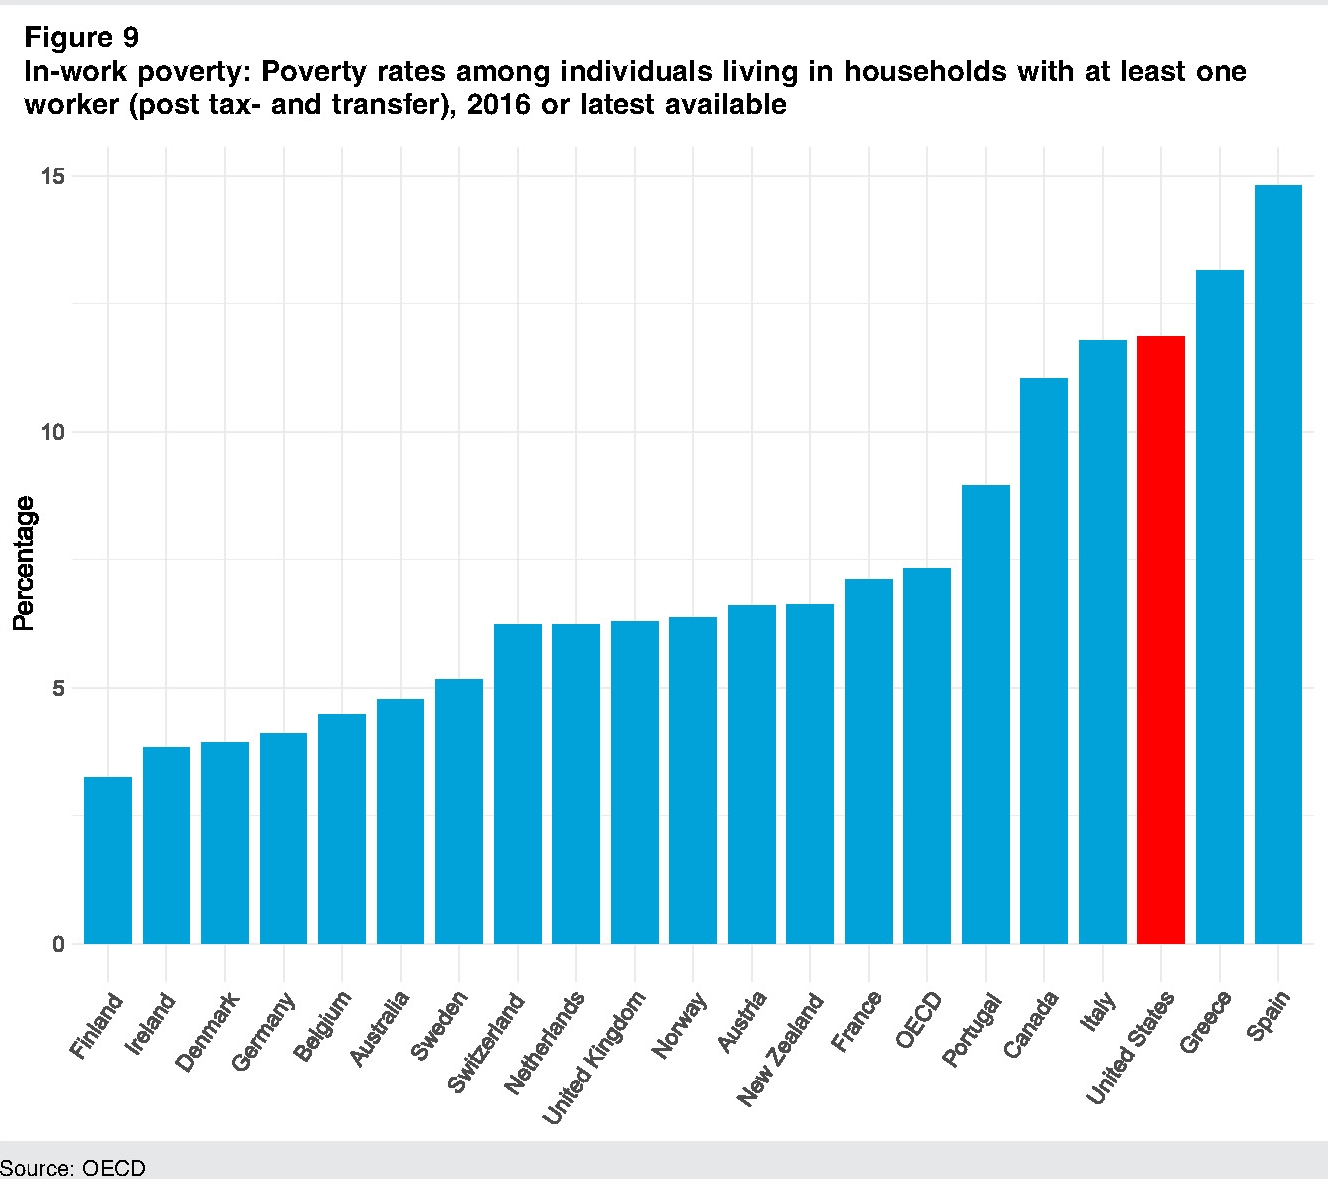 Figure 9
In-work poverty: Poverty rates among individuals living in households with at least one
worker (post tax- and transfer), 2016 or latest available
15
10
5
0
Percentage
Finland
Ireland
Denmark
Germany
Belgium
Australia
Sweden
Switzerland
Netherlands
United Kingdom
Norway
Austria
New Zealand
France
OECD
Portugal
Canada
Italy
United States
Greece
Spain
Source: OECD